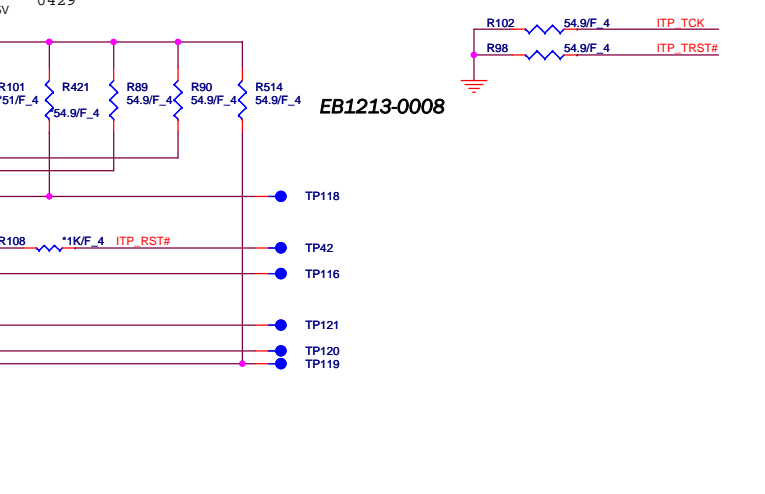 0429
R102 54.9/F_4 ITP_TCK
R98 54.9/F_4 ITP_TRST#
R101 R421 R89 R90 R514
*51/F_4 54.9/F_4 54.9/F_4 54.9/F_4 54.9/F_4
EB1213-0008
TP118
R108 *1K/F_4 ITP_RST# TP42
TP116
TP121
TP120
TP119